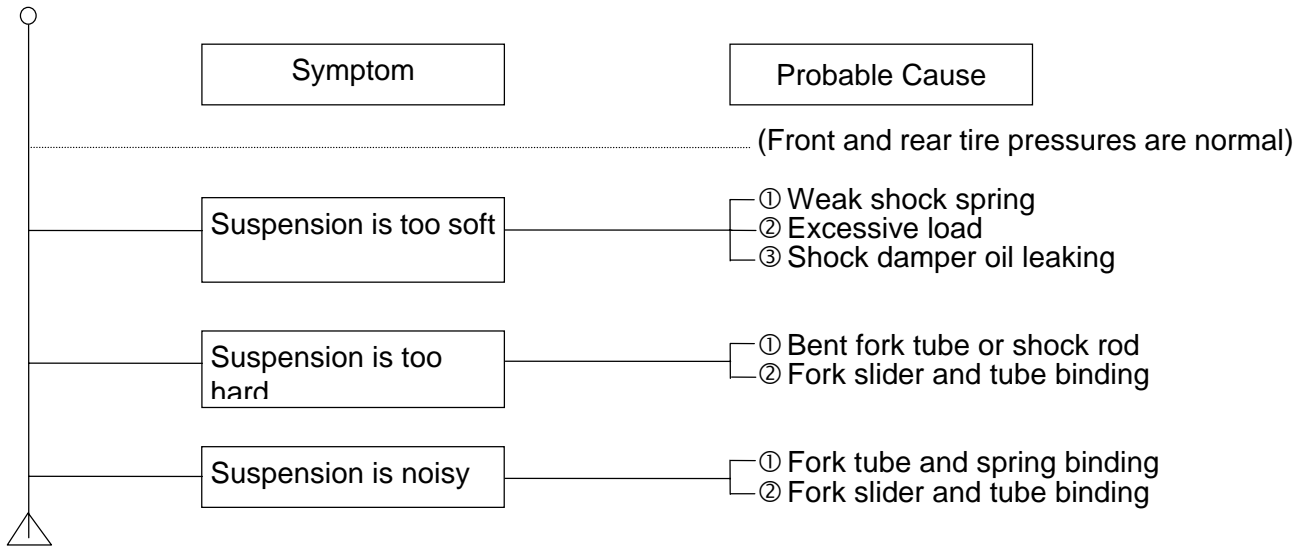 Symptom
Probable Cause
(Front and rear tire pressures are normal)
Suspension is too soft
① Weak shock spring
② Excessive load
③ Shock damper oil leaking
Suspension is too
hard
① Bent fork tube or shock rod
② Fork slider and tube binding
Suspension is noisy
① Fork tube and spring binding
② Fork slider and tube binding